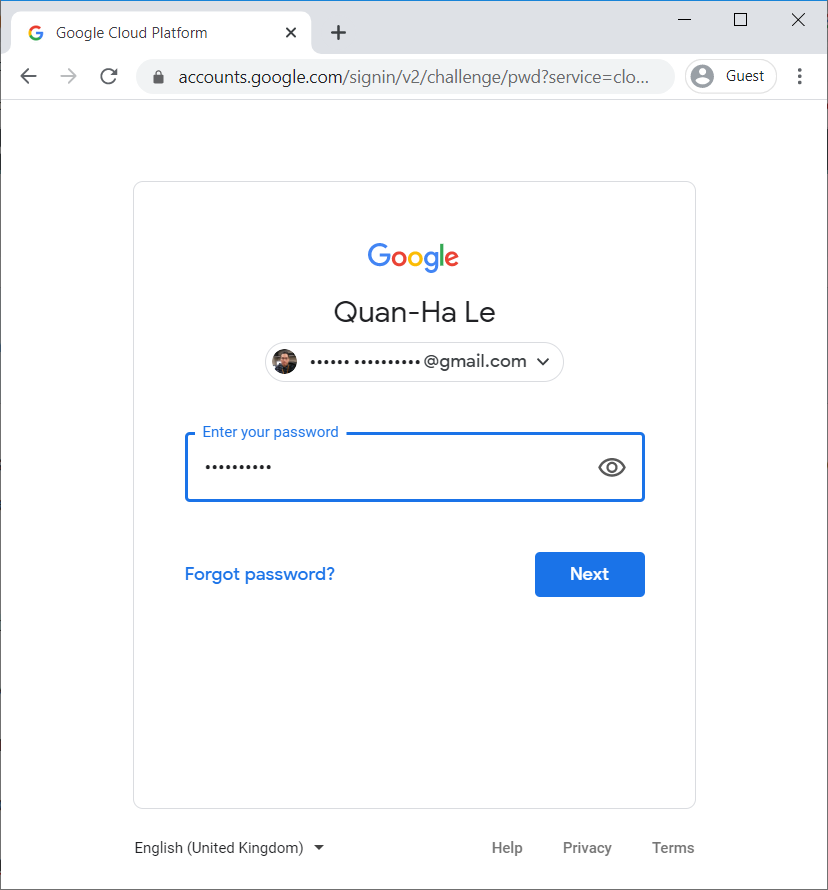 Google Cloud Platform
accounts.google.com/signin/v2/challenge/pwd?service=clo...
Guest
Google
Quan-Ha Le
•••••• ••••••••••@gmail.com
Enter your password
••••••••••
Forgot password?
Next
English (United Kingdom)
Help Privacy Terms